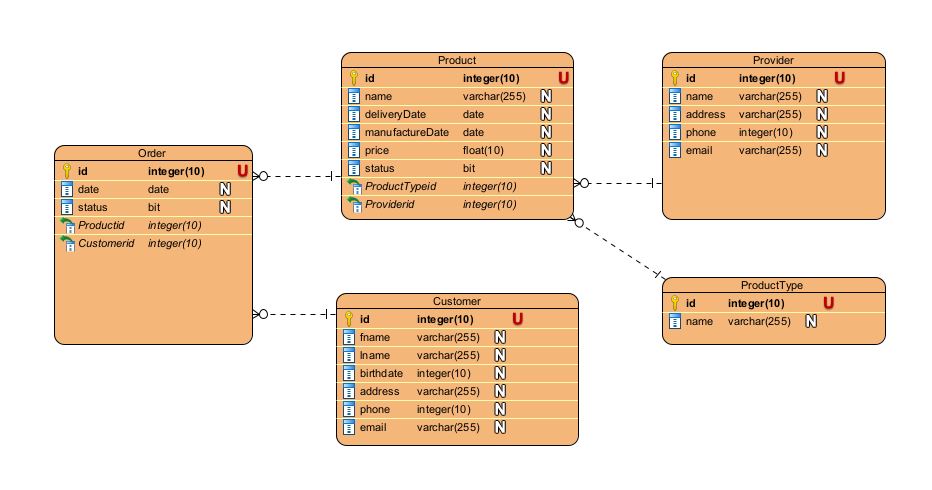 Product
id integer(10) U
name varchar(255) N
deliveryDate date N
manufactureDate date N
price float(10) N
status bit N
ProductTypeid integer(10)
Providerid integer(10)
Provider
id integer(10) U
name varchar(255) N
address varchar(255) N
phone integer(10) N
email varchar(255) N
Order
id integer(10) U
date date N
status bit N
Productid integer(10)
Customerid integer(10)
ProductType
id integer(10) U
name varchar(255) N
Customer
id integer(10) U
fname varchar(255) N
lname varchar(255) N
birthdate integer(10) N
address varchar(255) N
phone integer(10) N
email varchar(255) N